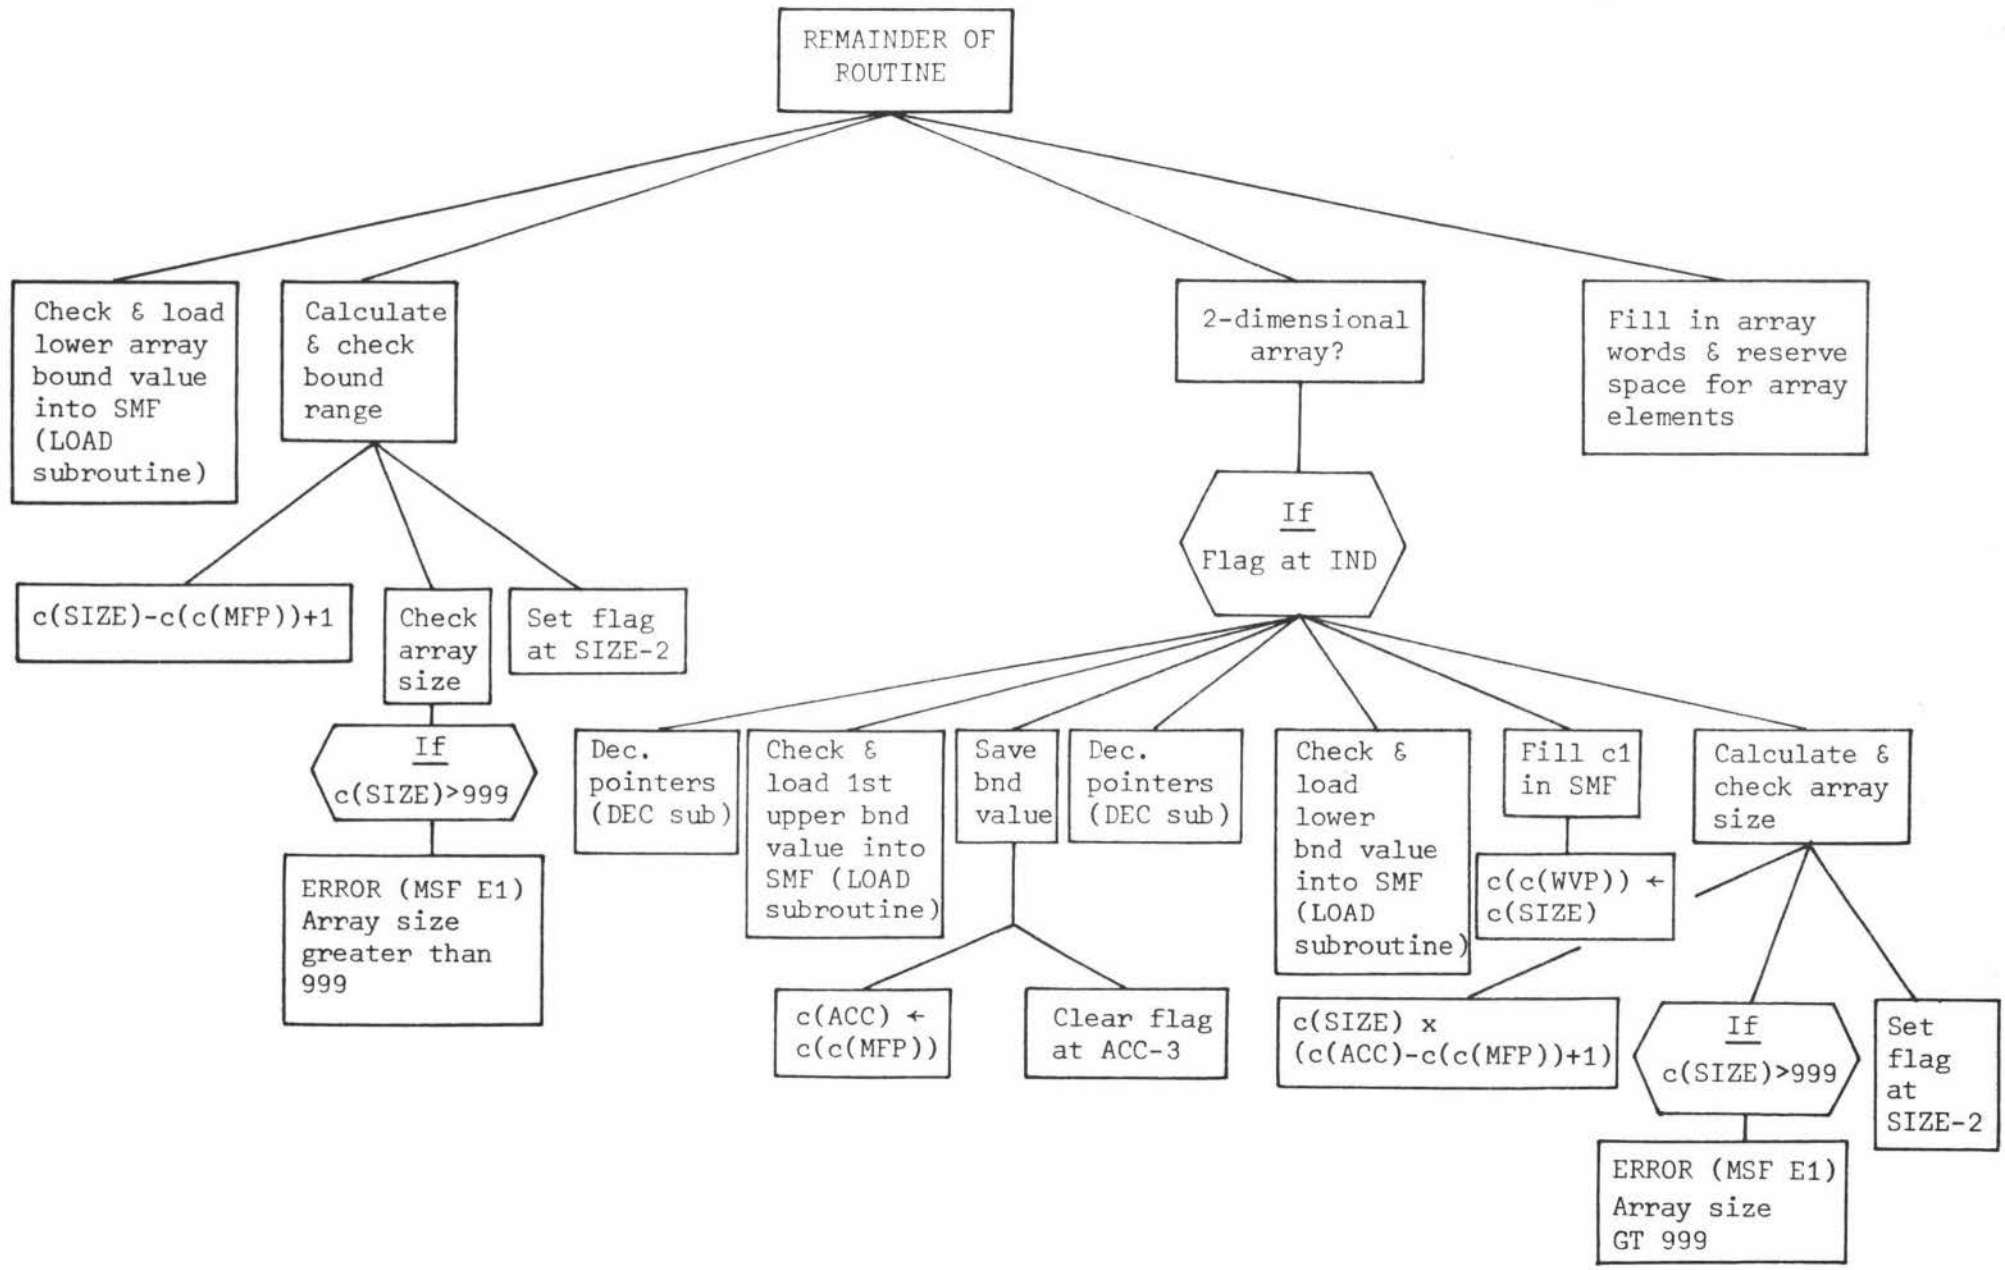 REMAINDER OF
ROUTINE
Check & load
lower array
bound value
into SMF
(LOAD
subroutine)
Calculate
& check
bound
range
2-dimensional
array?
Fill in array
words & reserve
space for array
elements
If
Flag at IND
c(SIZE)-c(c(MFP))+1
Check
array
size
Set flag
at SIZE-2
If
c(SIZE)>999
ERROR (MSF E1)
Array size
greater than
999
Dec.
pointers
(DEC sub)
Check &
load 1st
upper bnd
value into
SMF (LOAD
subroutine)
Save
bnd
value
Dec.
pointers
(DEC sub)
Check &
load
lower
bnd value
into SMF
(LOAD
subroutine)
Fill c1
in SMF
Calculate &
check array
size
c(c(WVP)) ←
c(SIZE)
c(ACC) ←
c(c(MFP))
Clear flag
at ACC-3
c(SIZE) x
(c(ACC)-c(c(MFP))+1)
If
c(SIZE)>999
Set
flag
at
SIZE-2
ERROR (MSF E1)
Array size
GT 999